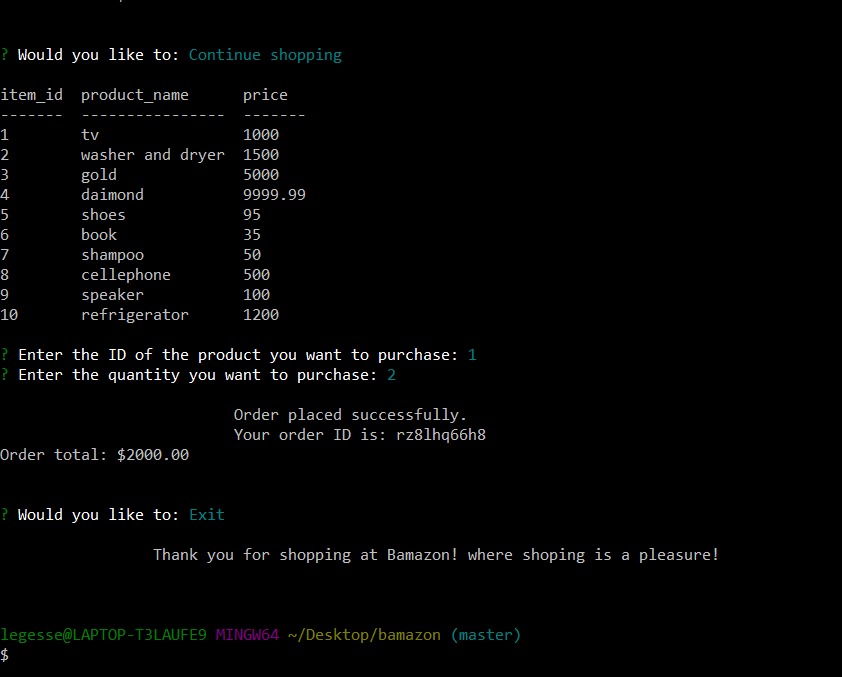 ? Would you like to: Continue shopping
item_id  product_name      price
-------  ----------------  -------
1        tv                1000
2        washer and dryer  1500
3        gold              5000
4        daimond           9999.99
5        shoes             95
6        book              35
7        shampoo           50
8        cellephone        500
9        speaker           100
10       refrigerator      1200
? Enter the ID of the product you want to purchase: 1
? Enter the quantity you want to purchase: 2
Order placed successfully.
Your order ID is: rz8lhq66h8
Order total: $2000.00
? Would you like to: Exit
Thank you for shopping at Bamazon! where shoping is a pleasure!
legesse@LAPTOP-T3LAUFE9 MINGW64 ~/Desktop/bamazon (master)
$